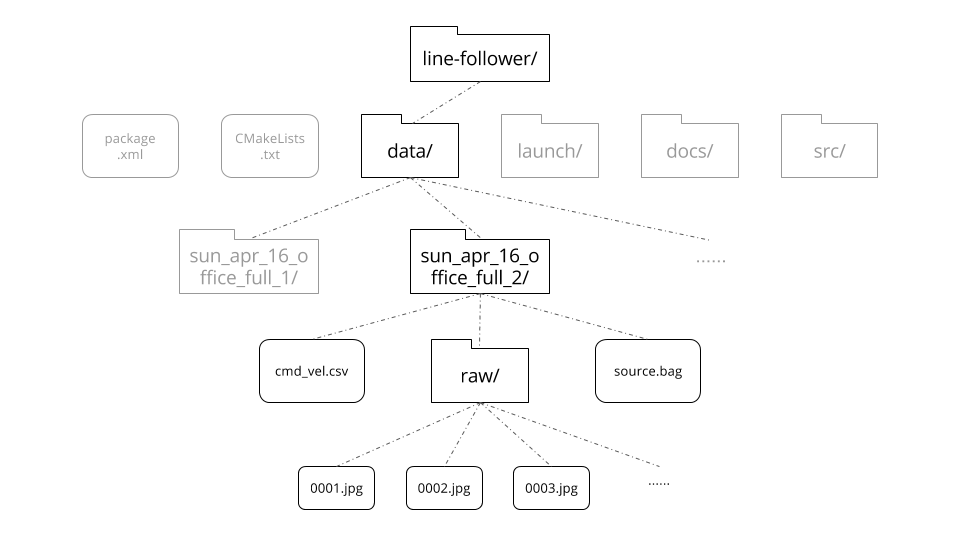 line-follower/
package
.xml
CMakeLists
.txt
data/
launch/
docs/
src/
sun_apr_16_o
ffice_full_1/
sun_apr_16_o
ffice_full_2/
......
cmd_vel.csv
raw/
source.bag
0001.jpg
0002.jpg
0003.jpg
......